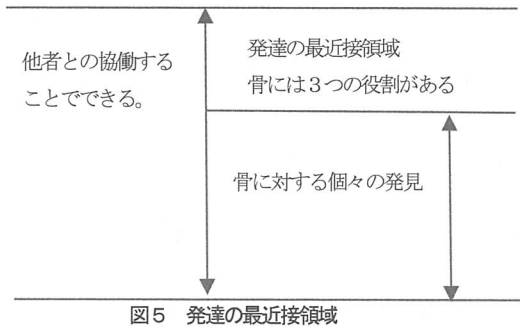 他者との協働する
ことでできる。
発達の最近接領域
骨には３つの役割がある
骨に対する個々の発見
図５　発達の最近接領域